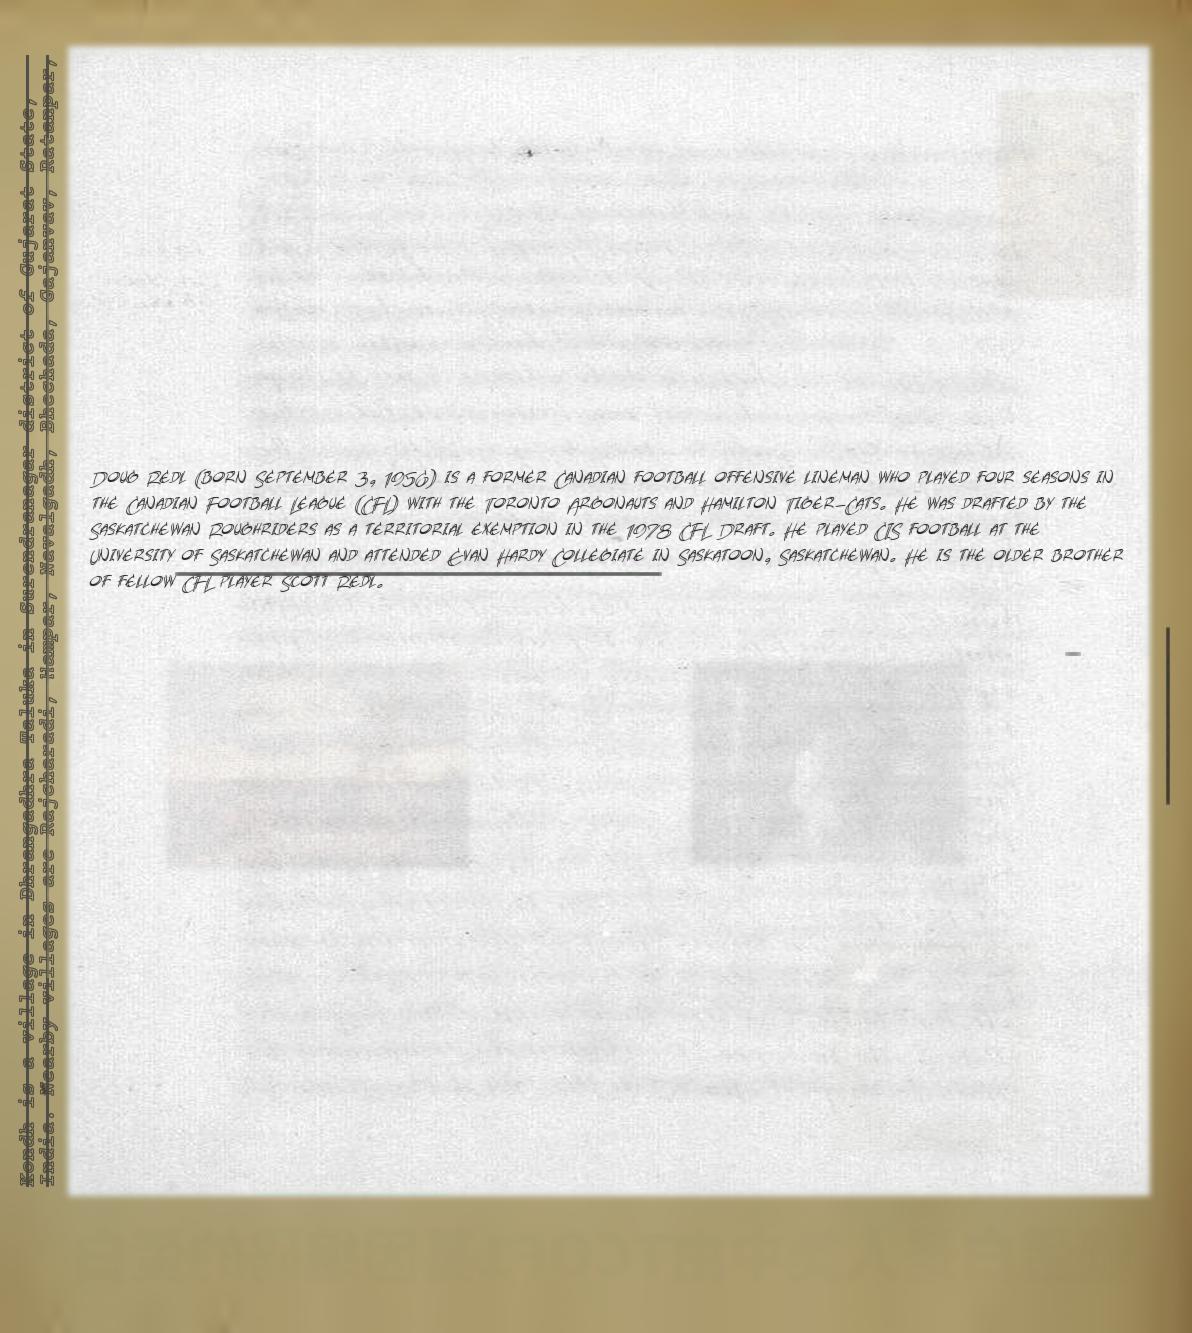 Kondh is a village in Dhrangadhra Taluka in Surendranagar district of Gujarat State,
India. Nearby villages are Rajcharadi, Hampar, Navalgadh, Bhechada, Gajanvav, Ratanpar,
Doug Redl (born September 3, 1956) is a former Canadian football offensive lineman who played four seasons in
the Canadian Football League (CFL) with the Toronto Argonauts and Hamilton Tiger-Cats. He was drafted by the
Saskatchewan Roughriders as a territorial exemption in the 1978 CFL Draft. He played CIS football at the
University of Saskatchewan and attended Evan Hardy Collegiate in Saskatoon, Saskatchewan. He is the older brother
of fellow CFL player Scott Redl.